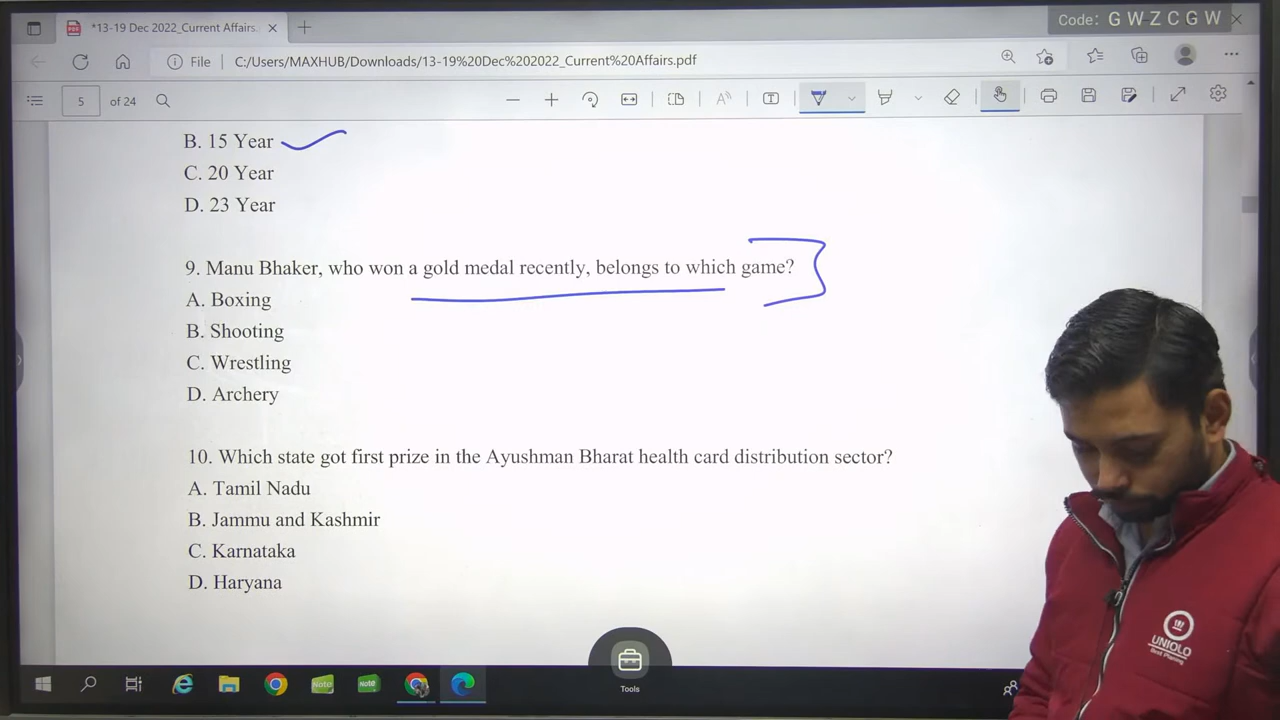 *13-19 Dec 2022_Current Affairs.
Code: G W Z C G W
File
C:/Users/MAXHUB/Downloads/13-19%20Dec%202022_Current%20Affairs.pdf
5 of 24
B. 15 Year
C. 20 Year
D. 23 Year
9. Manu Bhaker, who won a gold medal recently, belongs to which game?
A. Boxing
B. Shooting
C. Wrestling
D. Archery
10. Which state got first prize in the Ayushman Bharat health card distribution sector?
A. Tamil Nadu
B. Jammu and Kashmir
C. Karnataka
D. Haryana
UNIOLO
Tools
Note
Note